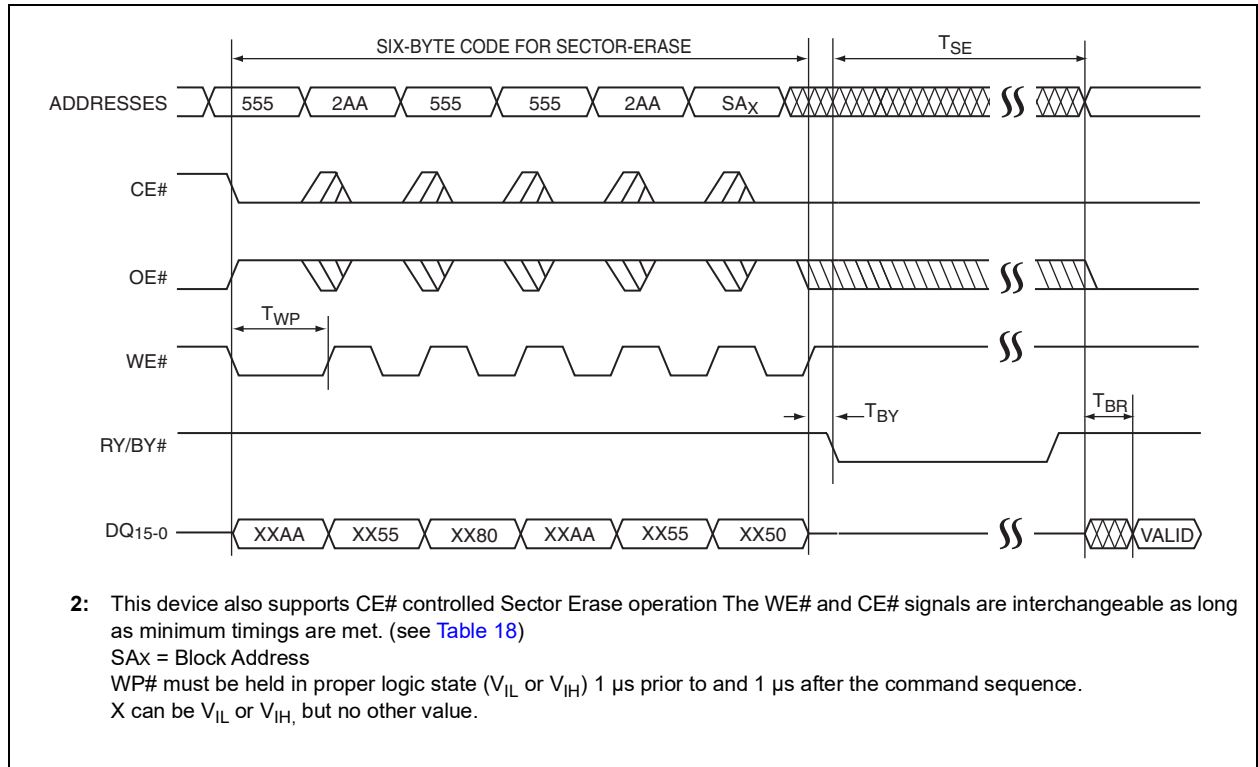 SIX-BYTE CODE FOR SECTOR-ERASE
TSE
ADDRESSES 555 2AA 555 555 2AA SAX
CE#
OE#
TWP
WE#
TBY
TBR
RY/BY#
DQ15-0 XXAA XX55 XX80 XXAA XX55 XX50 VALID
2: This device also supports CE# controlled Sector Erase operation The WE# and CE# signals are interchangeable as long
as minimum timings are met. (see Table 18)
SAX = Block Address
WP# must be held in proper logic state (VIL or VIH) 1 µs prior to and 1 µs after the command sequence.
X can be VIL or VIH, but no other value.